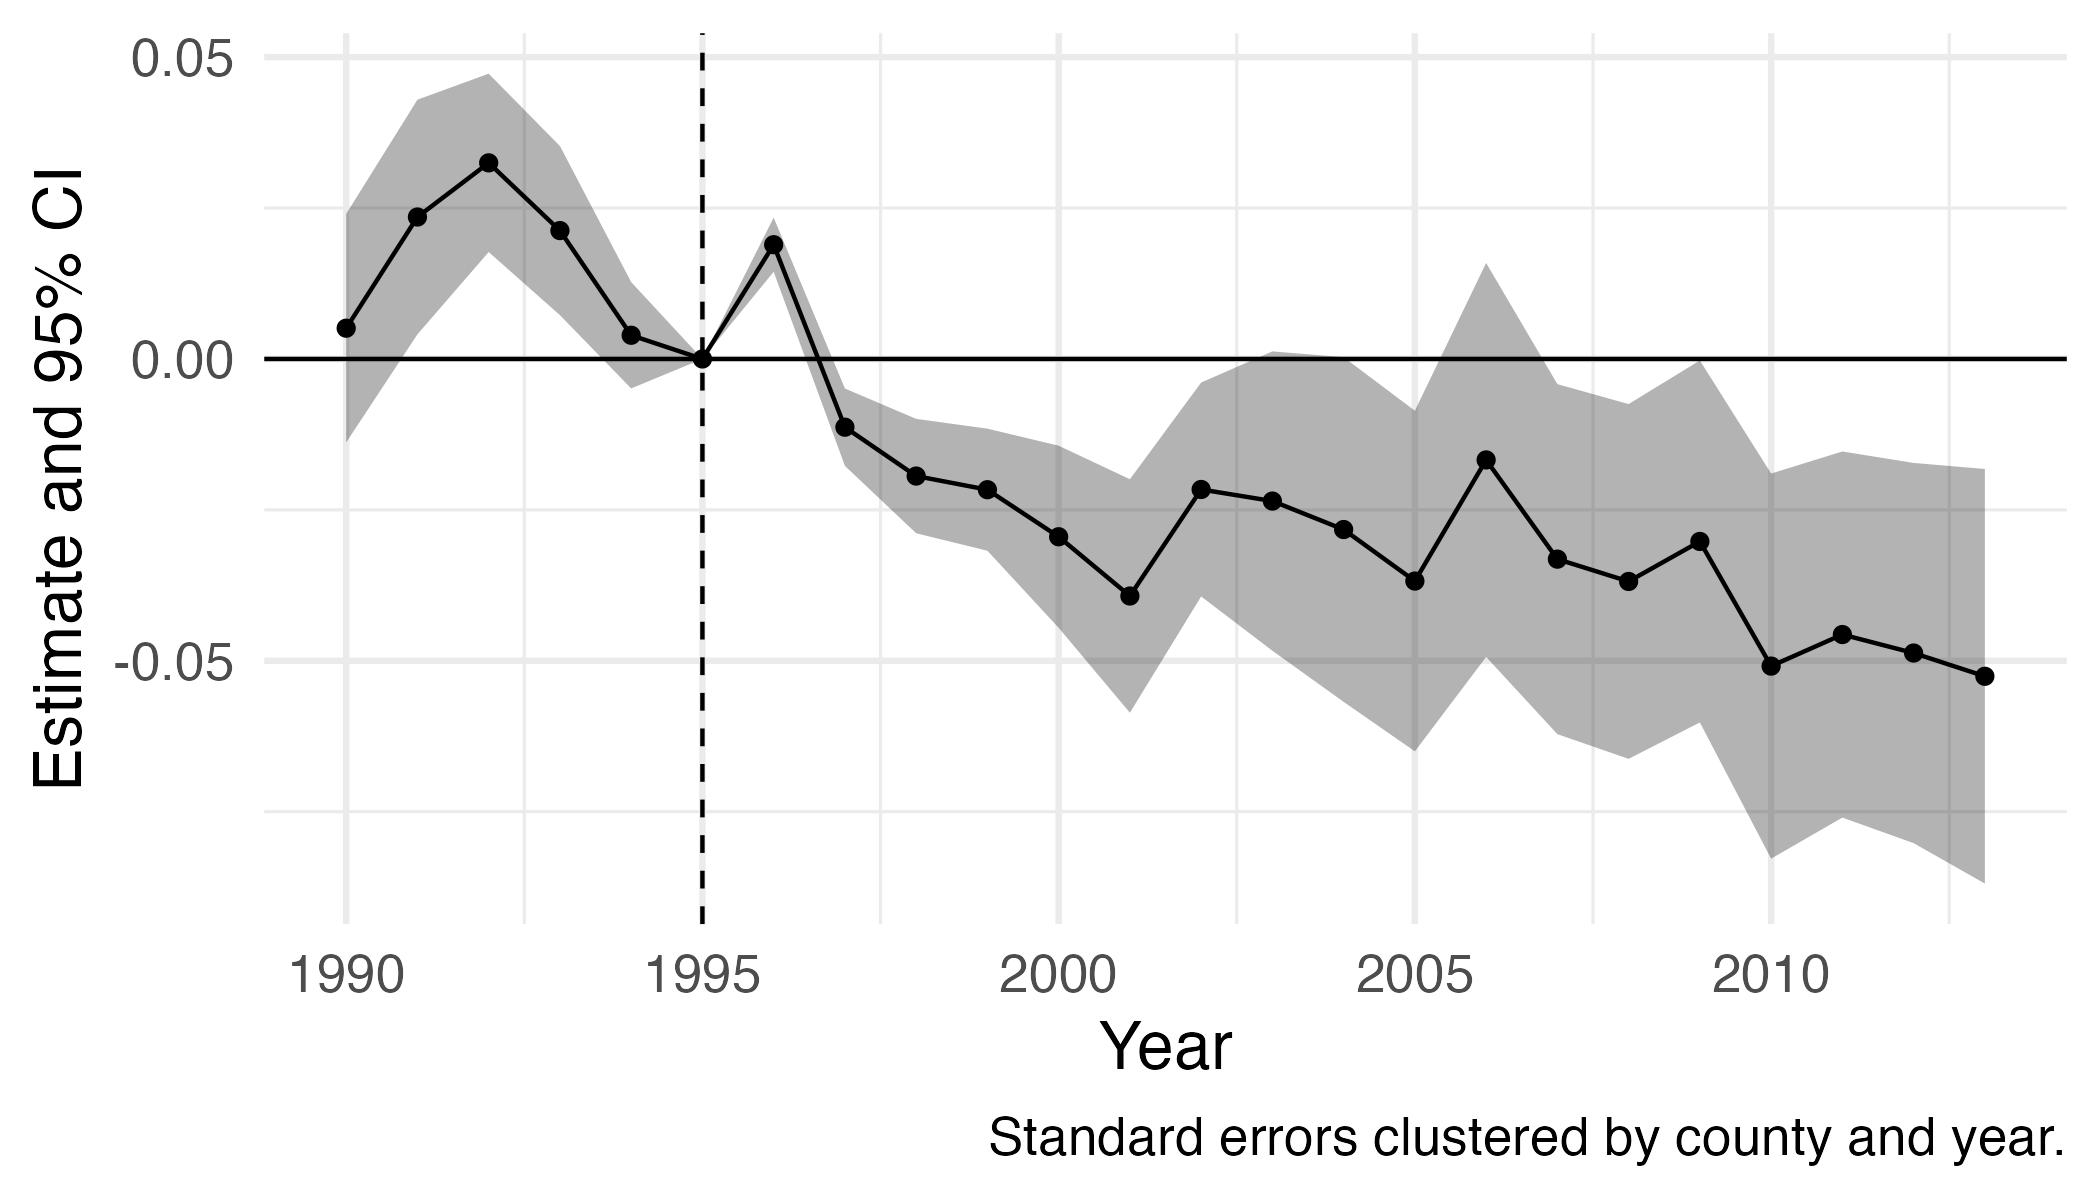 Estimate and 95% CI
0.05
0.00
-0.05
1990 1995 2000 2005 2010
Year
Standard errors clustered by county and year.